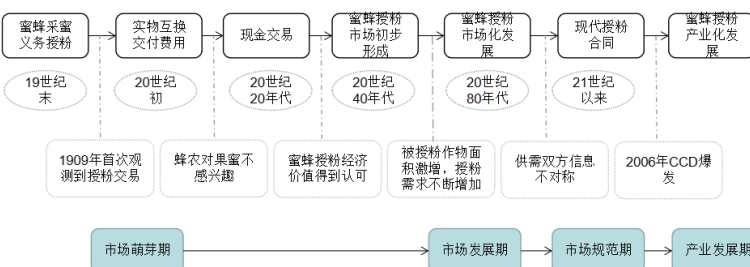 蜜蜂采蜜
义务授粉
实物互换
交付费用
现金交易
蜜蜂授粉
市场初步
形成
蜜蜂授粉
市场化发
展
现代授粉
合同
蜜蜂授粉
产业化发
展
19世纪
末
20世纪
初
20世纪
20年代
20世纪
40年代
20世纪
80年代
21世纪
以来
1909年首次观
测到授粉交易
蜂农对果蜜不
感兴趣
蜜蜂授粉经济
价值得到认可
被授粉作物面
积激增，授粉
需求不断增加
供需双方信息
不对称
2006年CCD爆
发
市场萌芽期
市场发展期
市场规范期
产业发展期